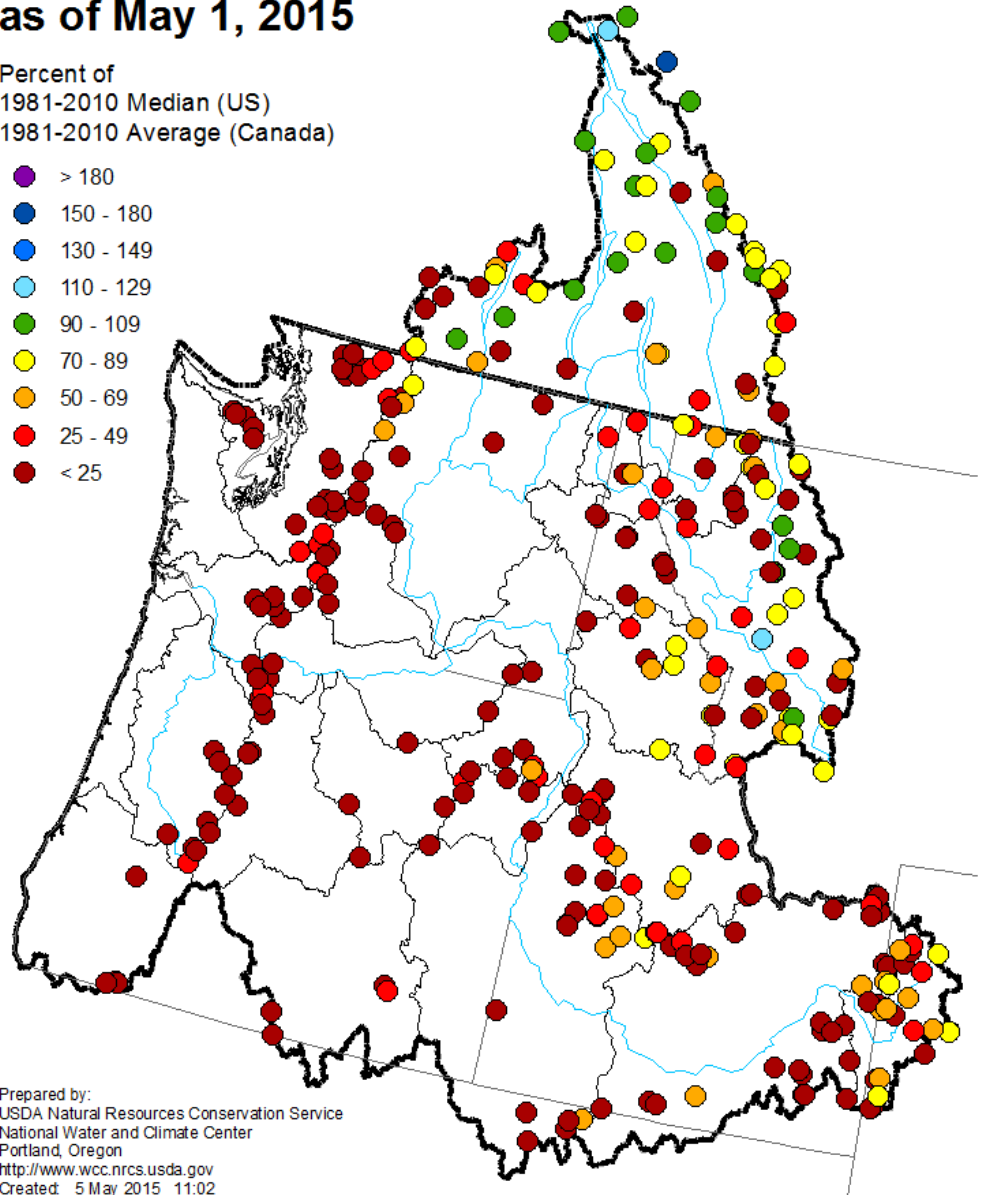 as of May 1, 2015
Percent of
1981-2010 Median (US)
1981-2010 Average (Canada)
> 180
150 - 180
130 - 149
110 - 129
90 - 109
70 - 89
50 - 69
25 - 49
< 25
Prepared by:
USDA Natural Resources Conservation Service
National Water and Climate Center
Portland, Oregon
http://www.wcc.nrcs.usda.gov
Created: 5 May 2015 11:02